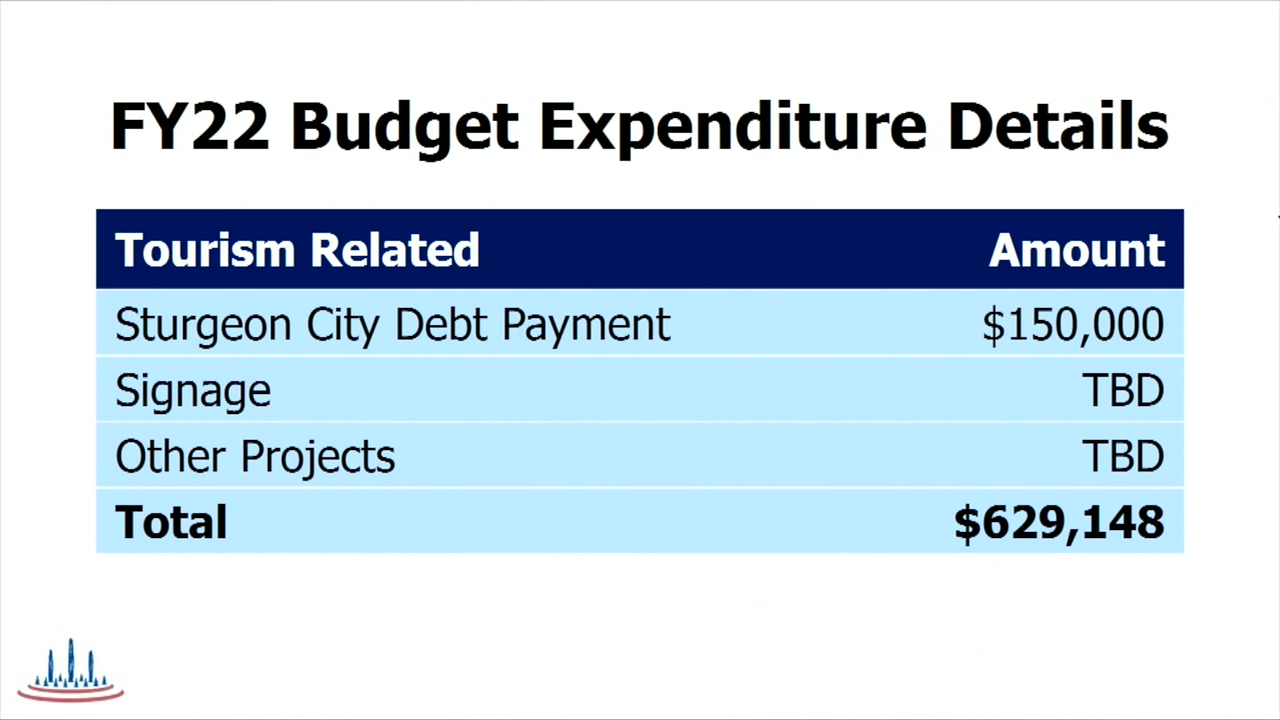 FY22 Budget Expenditure Details
Tourism Related Amount
Sturgeon City Debt Payment $150,000
Signage TBD
Other Projects TBD
Total $629,148